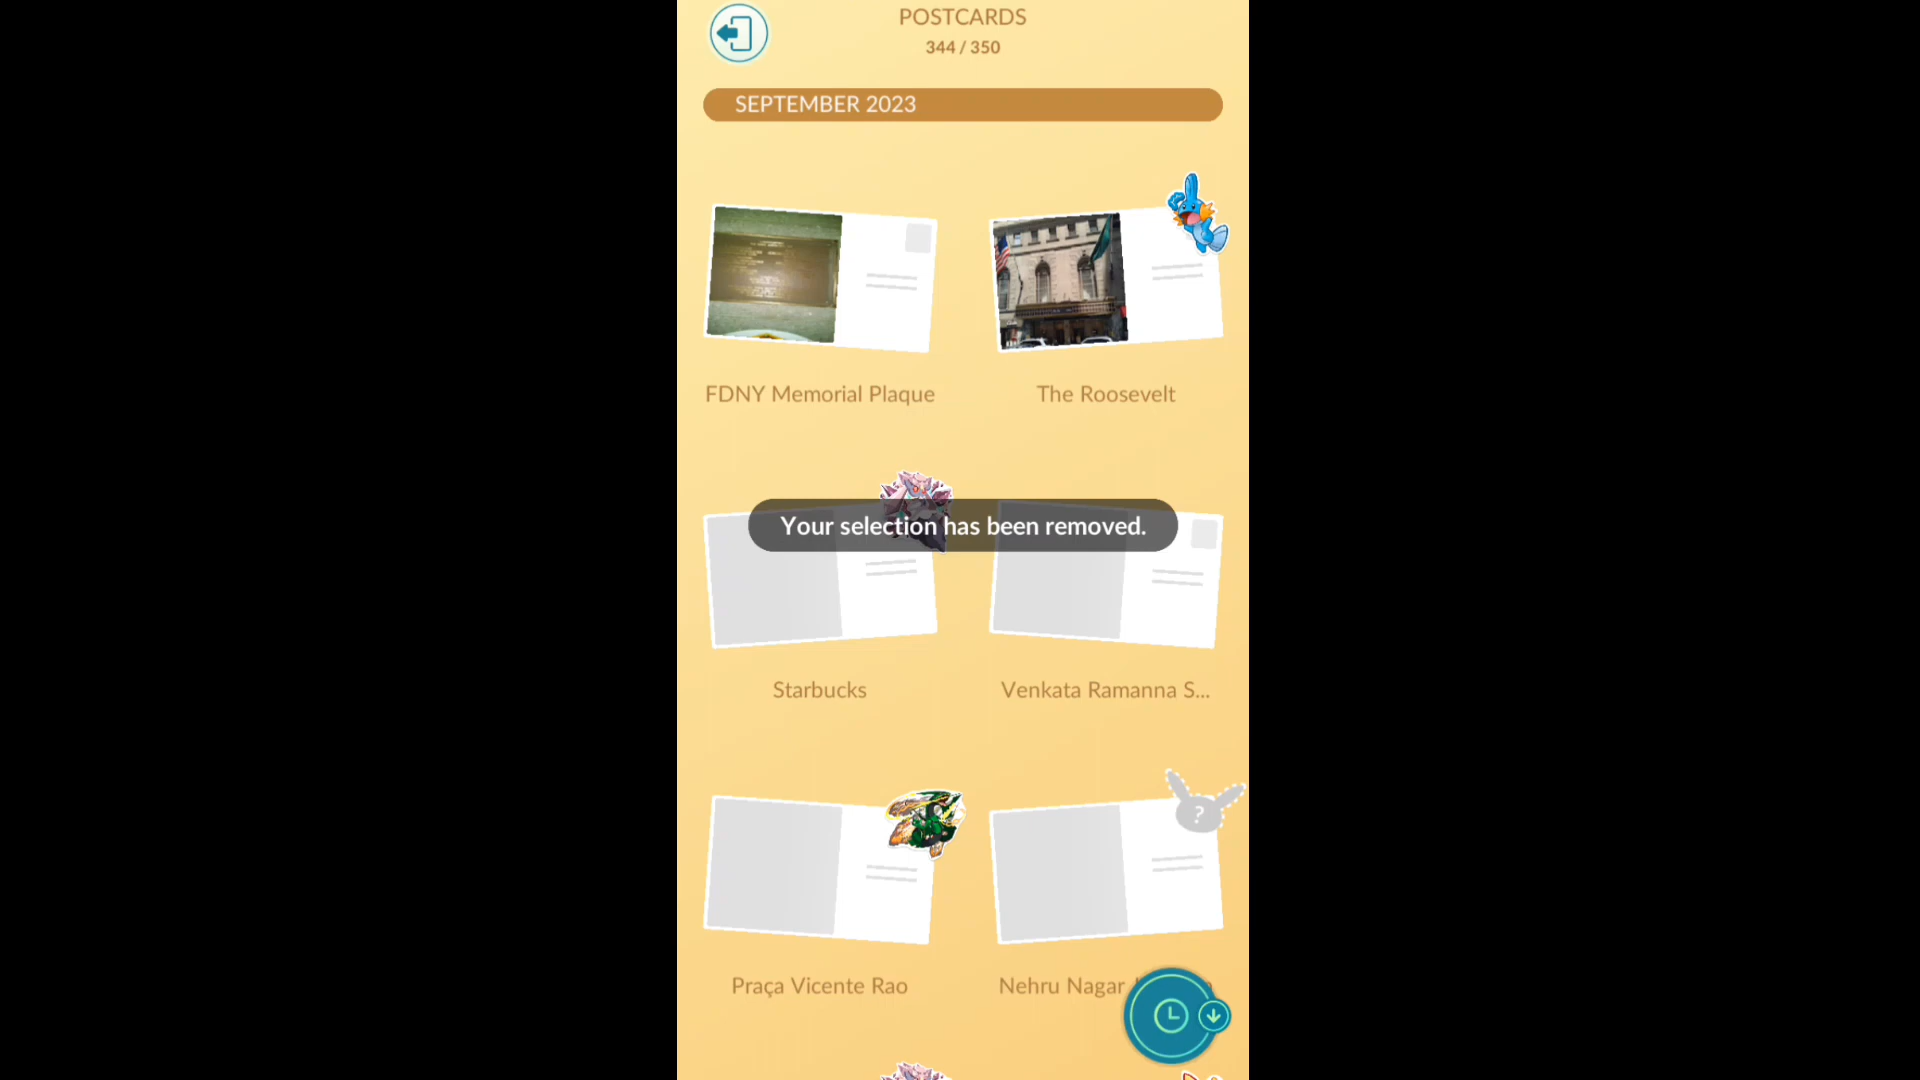 POSTCARDS
344 / 350
SEPTEMBER 2023
FDNY Memorial Plaque
The Roosevelt
Your selection has been removed.
Starbucks
Venkata Ramanna S...
?
Praça Vicente Rao
Nehru Nagar